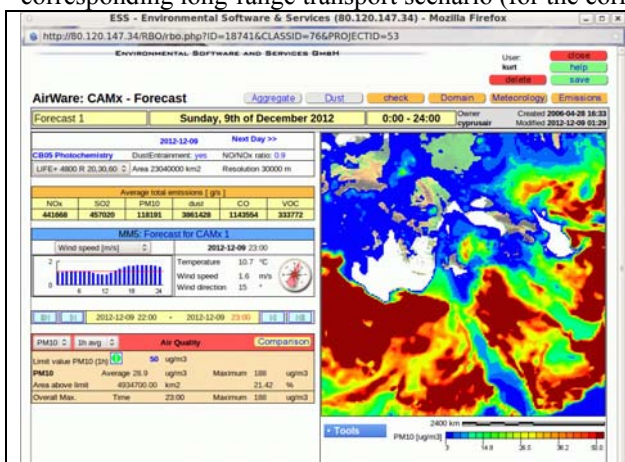 corresponding long-range transport scenario (for the
ESS - Environmental Software & Services (80.120.147.34) - Mozilla Firefox
http://80.120.147.34/RBO/rbo.php?ID=18741&CLASSID=76&PROJECTID=53
Environmental Software and Services GmbH
User:
kurt
close
help
delete
save
AirWare: CAMx - Forecast
Aggregate
Dust
check
Domain
Meteorology
Emissions
Forecast 1
Sunday, 9th of December 2012
0:00 - 24:00
Owner
cyprusair
Created 2006-04-28 16:33
Modified 2012-12-09 01:29
2012-12-09
Next Day >>
CB05 Photochemistry
DustEntrainment: yes
NO/NOx ratio: 0.9
LIFE+ 4800 R 20,30,60
Area 23040000 km2
Resolution 30000 m
Average total emissions [ g/s ]
NOx SO2 PM10 dust CO VOC
441668 457020 118191 3861428 1143554 333772
MM5: Forecast for CAMx 1
Wind speed [m/s]
2012-12-09 23:00
2
0
6 12 18 24
Temperature 10.7 °C
Wind speed 1.6 m/s
Wind direction 15 °
2012-12-09 22:00 - 2012-12-09 23:00
PM10
1h avg
Air Quality
Comparison
Limit value PM10 (1h) 50 ug/m3
PM10 Average 28.9 ug/m3 Maximum 188 ug/m3
Area above limit 4934700.00 km2 21.42 %
Overall Max. Time 23:00 Maximum 188 ug/m3
Tools
2400 km
PM10 [ug/m3]
3 14.8 26.5 38.2 50.0